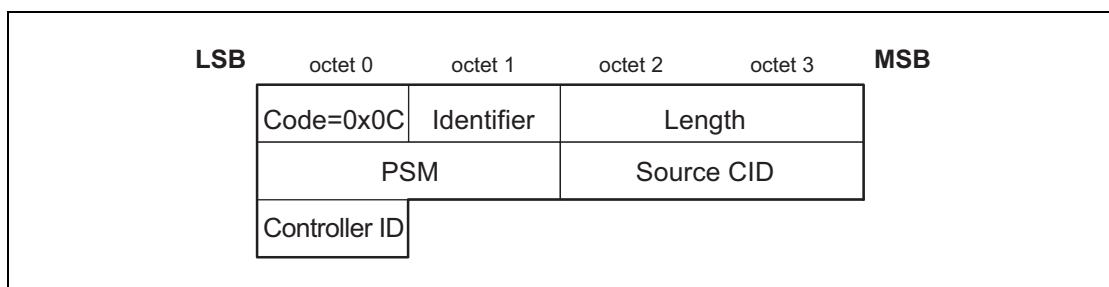 LSB octet 0 octet 1 octet 2 octet 3 MSB
Code=0x0C Identifier Length
PSM Source CID
Controller ID